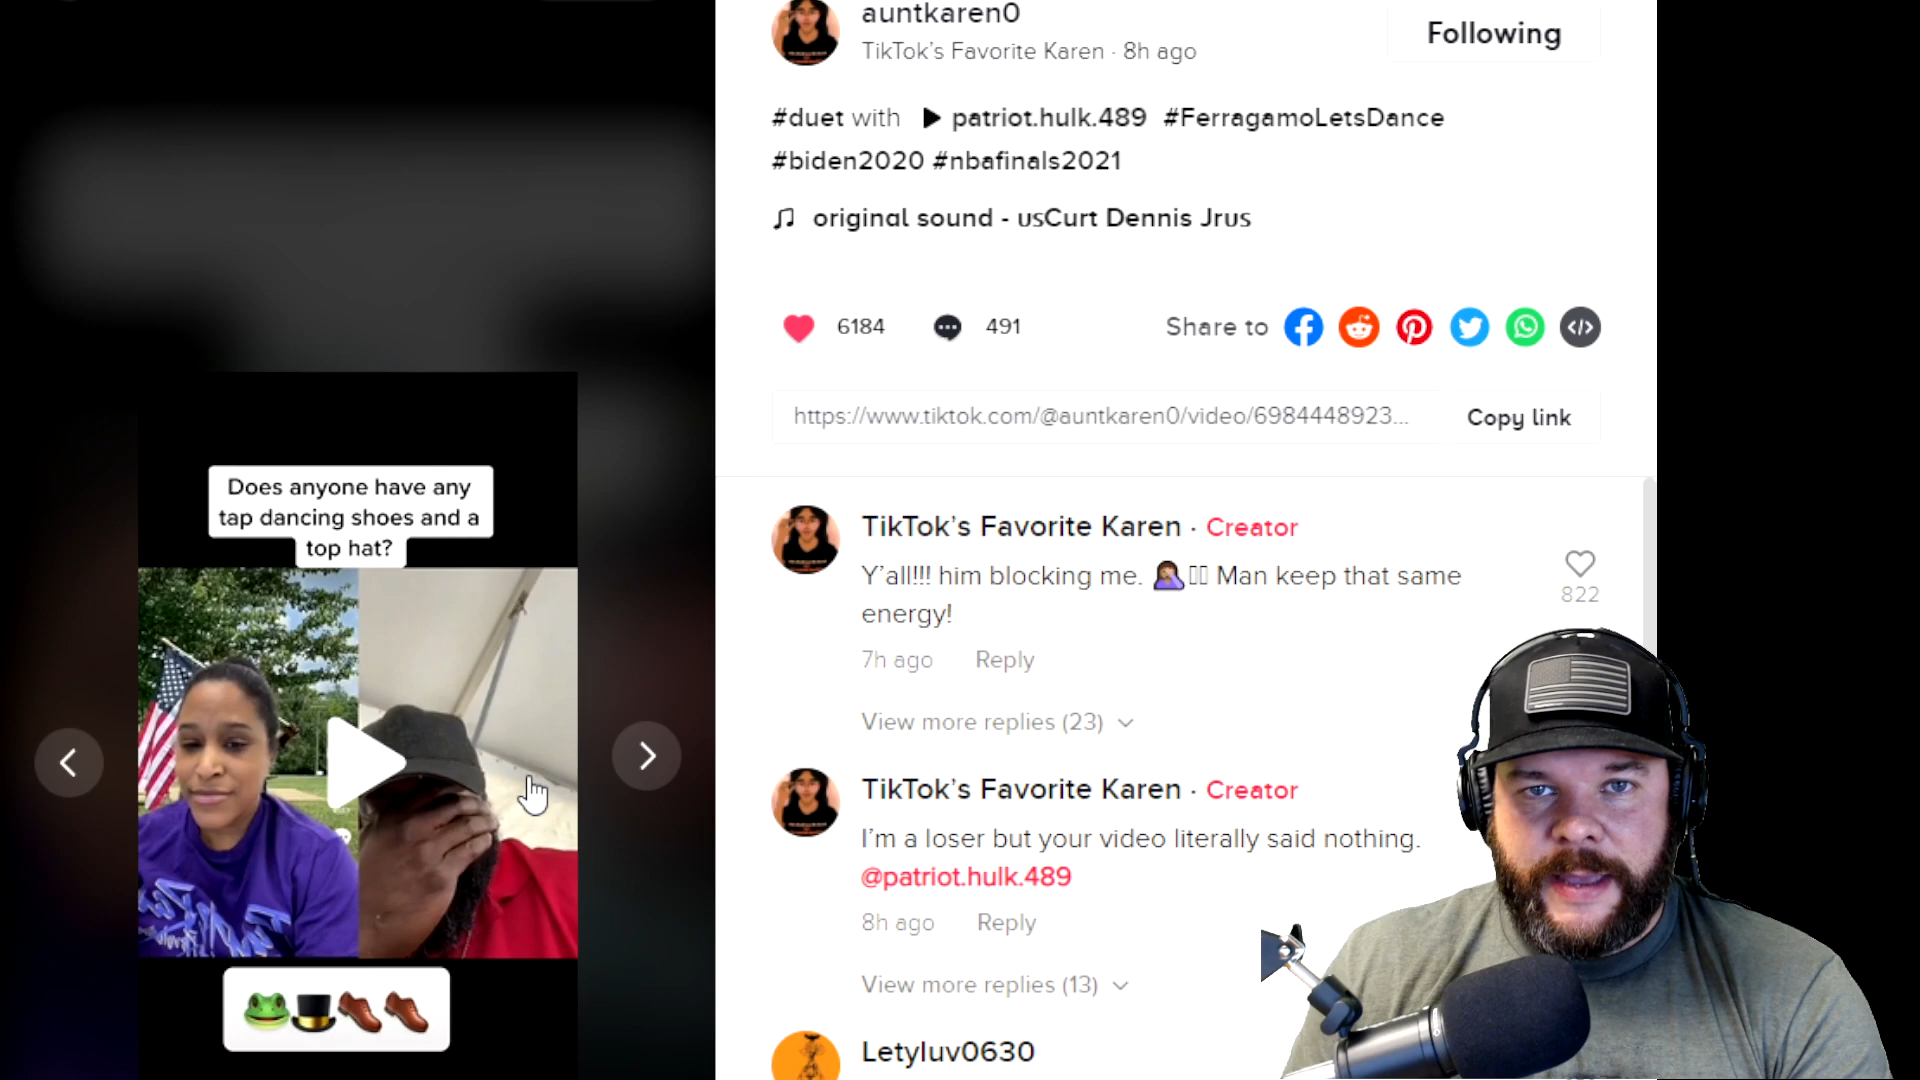 auntkaren0
TikTok's Favorite Karen · 8h ago
Following
#duet with ▶ patriot.hulk.489 #FerragamoLetsDance
#biden2020 #nbafinals2021
original sound - usCurt Dennis Jrus
6184
491
Share to
https://www.tiktok.com/@auntkaren0/video/6984448923...
Copy link
Does anyone have any
tap dancing shoes and a
top hat?
TikTok's Favorite Karen · Creator
Y'all!!! him blocking me. 🤦🏾 Man keep that same
energy!
822
7h ago Reply
View more replies (23)
TikTok's Favorite Karen · Creator
I'm a loser but your video literally said nothing.
@patriot.hulk.489
8h ago Reply
View more replies (13)
🐸🎩👞👞
Letyluv0630